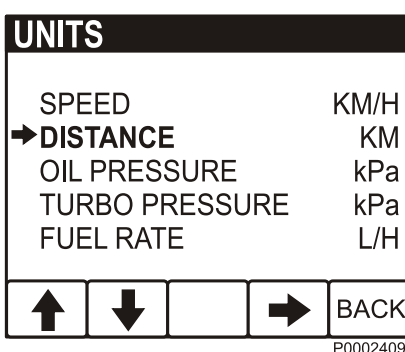 UNITS
SPEED KM/H
DISTANCE KM
OIL PRESSURE kPa
TURBO PRESSURE kPa
FUEL RATE L/H
BACK
P0002409